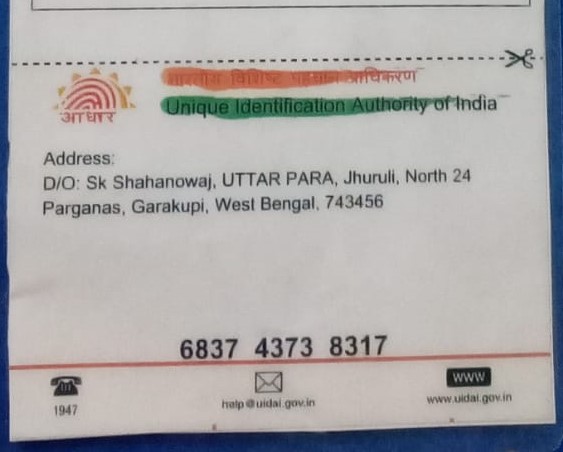 भारतीय विशिष्ट पहचान प्राधिकरण
आधार
Unique Identification Authority of India
Address:
D/O: Sk Shahanowaj, UTTAR PARA, Jhuruli, North 24
Parganas, Garakupi, West Bengal, 743456
6837 4373 8317
1947
help@uidai.gov.in
WWW
www.uidai.gov.in